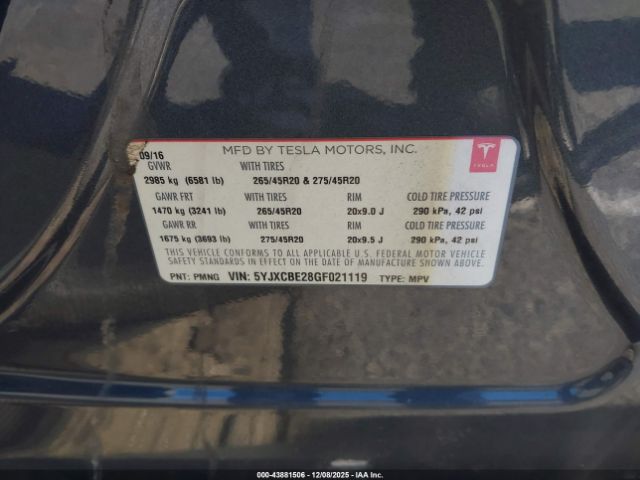 09/16 MFD BY TESLA MOTORS, INC.
TESLA
GVWR WITH TIRES
2985 kg (6581 lb) 265/45R20 & 275/45R20
GAWR FRT WITH TIRES RIM COLD TIRE PRESSURE
1470 kg (3241 lb) 265/45R20 20x9.0 J 290 kPa, 42 psi
GAWR RR WITH TIRES RIM COLD TIRE PRESSURE
1675 kg (3693 lb) 275/45R20 20x9.5 J 290 kPa, 42 psi
THIS VEHICLE CONFORMS TO ALL APPLICABLE U.S. FEDERAL MOTOR VEHICLE
SAFETY STANDARDS IN EFFECT ON THE DATE OF MANUFACTURE SHOWN ABOVE.
PNT: PMNG VIN: 5YJXCBE28GF021119 TYPE: MPV
000-43881506 - 12/08/2025 - COPYRIGHT IAA, Inc.